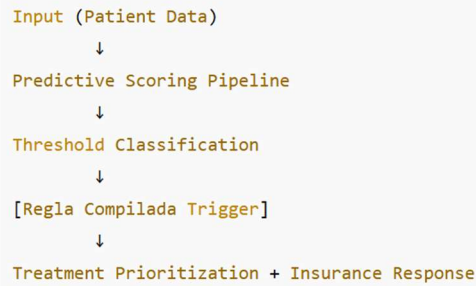 Input (Patient Data)
↓
Predictive Scoring Pipeline
↓
Threshold Classification
↓
[Regla Compilada Trigger]
↓
Treatment Prioritization + Insurance Response